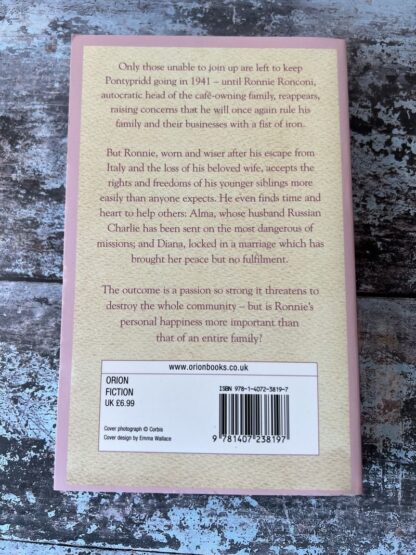 Only those unable to join up are left to keep
Pontypridd going in 1941 – until Ronnie Ronconi,
autocratic head of the café-owning family, reappears,
raising concerns that he will once again rule his
family and their businesses with a fist of iron.
But Ronnie, worn and wiser after his escape from
Italy and the loss of his beloved wife, accepts the
rights and freedoms of his younger siblings more
easily than anyone expects. He even finds time and
heart to help others: Alma, whose husband Russian
Charlie has been sent on the most dangerous of
missions; and Diana, locked in a marriage which has
brought her peace but no fulfilment.
The outcome is a passion so strong it threatens to
destroy the whole community – but is Ronnie's
personal happiness more important than
that of an entire family?
www.orionbooks.co.uk
ORION
FICTION
UK £6.99
Cover photograph © Corbis
Cover design by Emma Wallace
ISBN 978-1-4072-3819-7
9 781407 238197